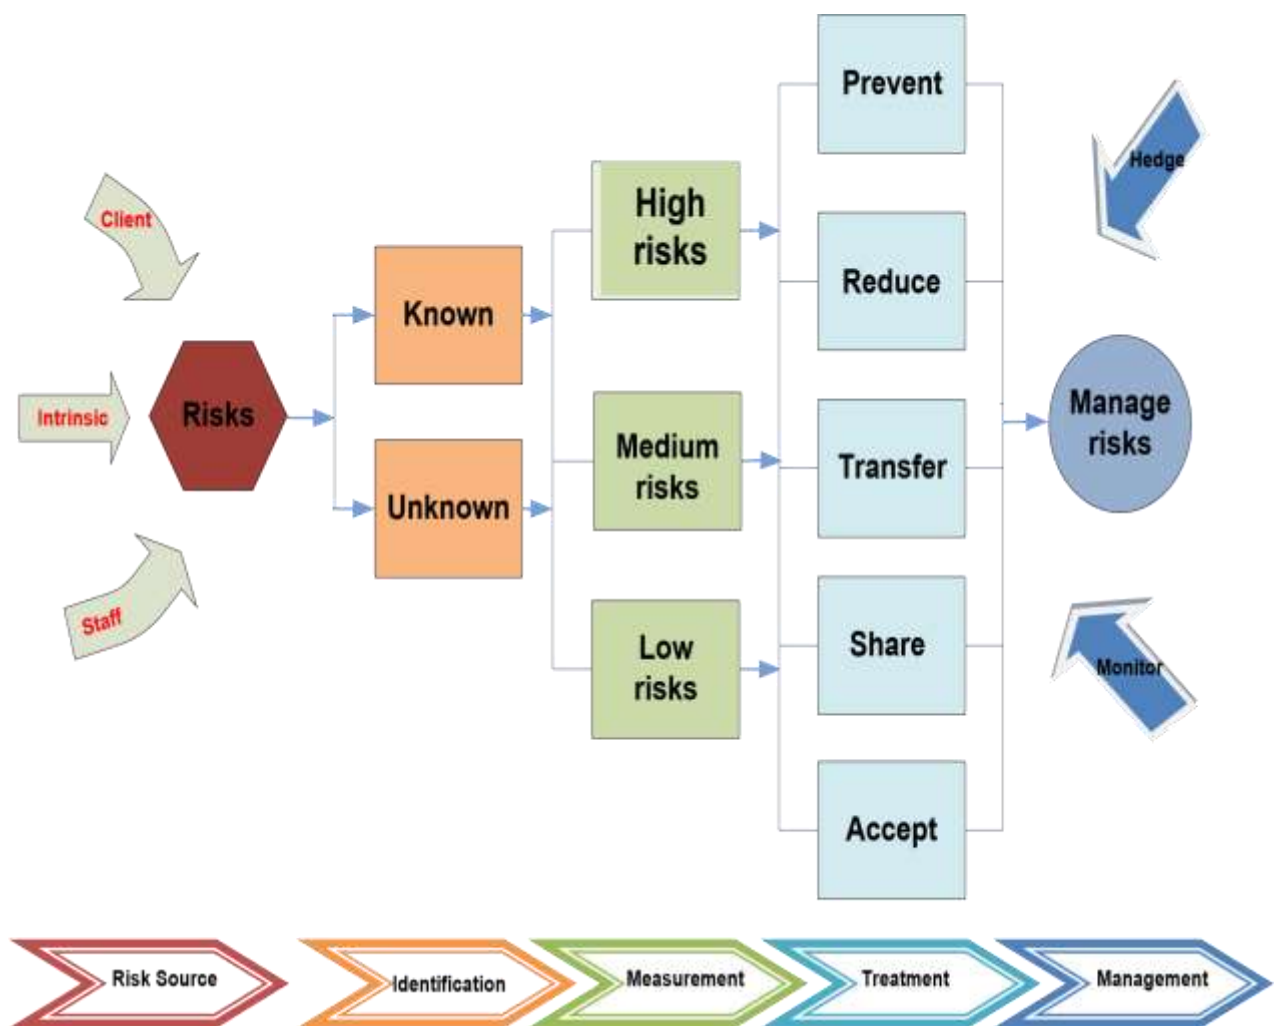 Client
Intrinsic
Staff
Risks
Known
Unknown
High
risks
Medium
risks
Low
risks
Prevent
Reduce
Transfer
Share
Accept
Hedge
Manage
risks
Monitor
Risk Source
Identification
Measurement
Treatment
Management